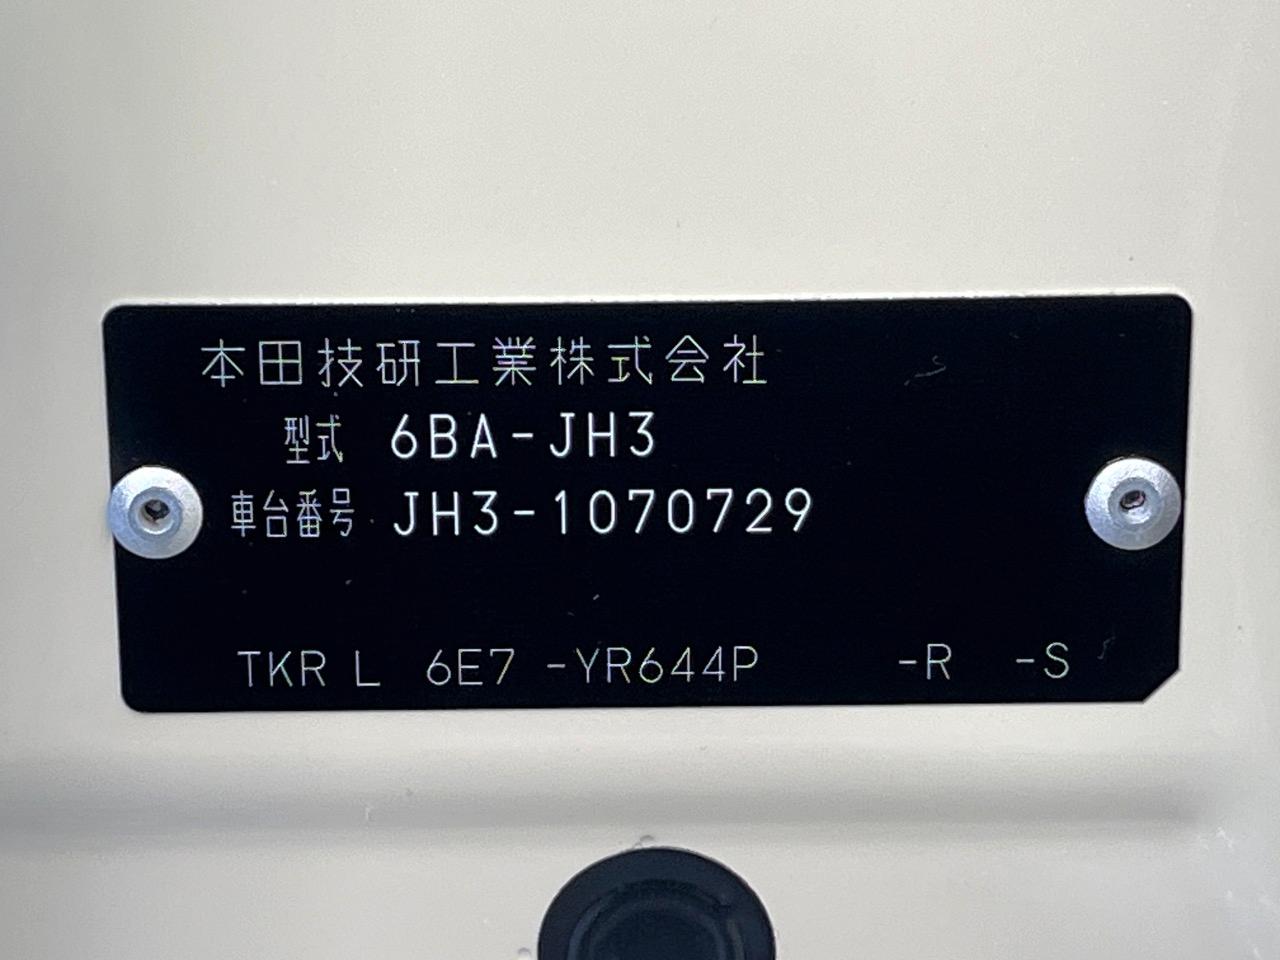 本田技研工業株式会社
型式 6BA-JH3
車台番号 JH3-1070729
TKR L 6E7 -YR644P -R -S